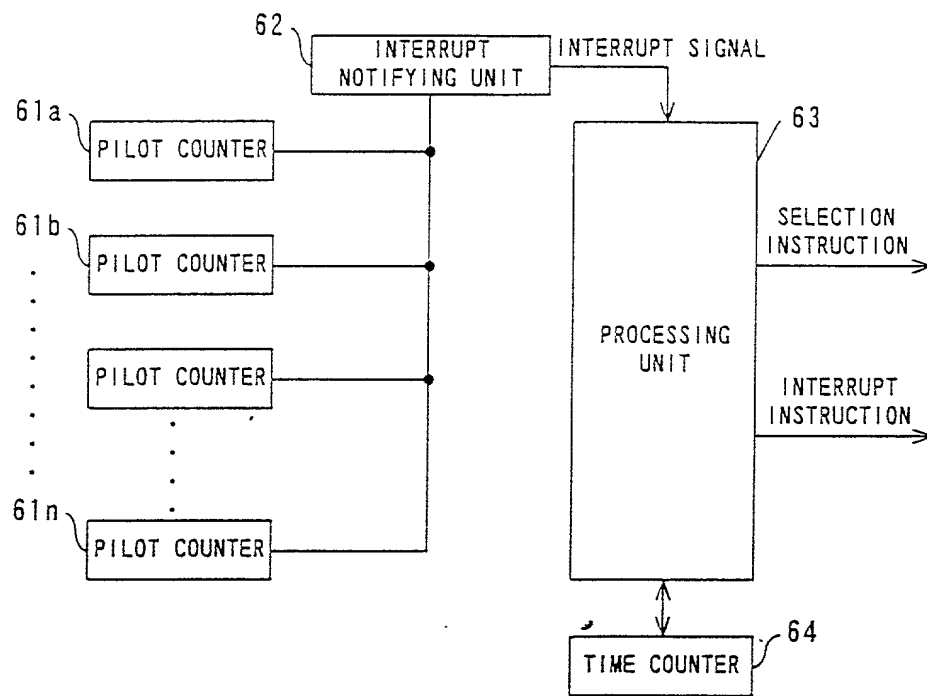 62
INTERRUPT
NOTIFYING UNIT
INTERRUPT SIGNAL
61a
PILOT COUNTER
63
61b
PILOT COUNTER
SELECTION
INSTRUCTION
PILOT COUNTER
PROCESSING
UNIT
INTERRUPT
INSTRUCTION
61n
PILOT COUNTER
64
TIME COUNTER